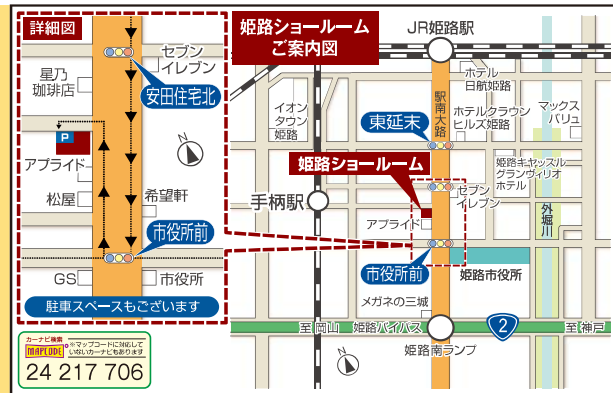 詳細図
セブン
イレブン
星乃
珈琲店
安田住宅北
P
アプライド
N
松屋
希望軒
市役所前
GS
市役所
駐車スペースもございます
カーナビ検索
MAPCODE
※マップコードに対応して
いないカーナビもあります
24 217 706
姫路ショールーム
ご案内図
JR姫路駅
ホテル
日航姫路
駅南大路
イオン
タウン
姫路
東延末
ホテルクラウン
ヒルズ姫路
マックス
バリュ
姫路ショールーム
姫路キャッスル
グランヴィリオ
ホテル
手柄駅
セブン
イレブン
アプライド
外堀川
市役所前
姫路市役所
メガネの三城
2
至岡山
姫路バイパス
至神戸
姫路南ランプ
N